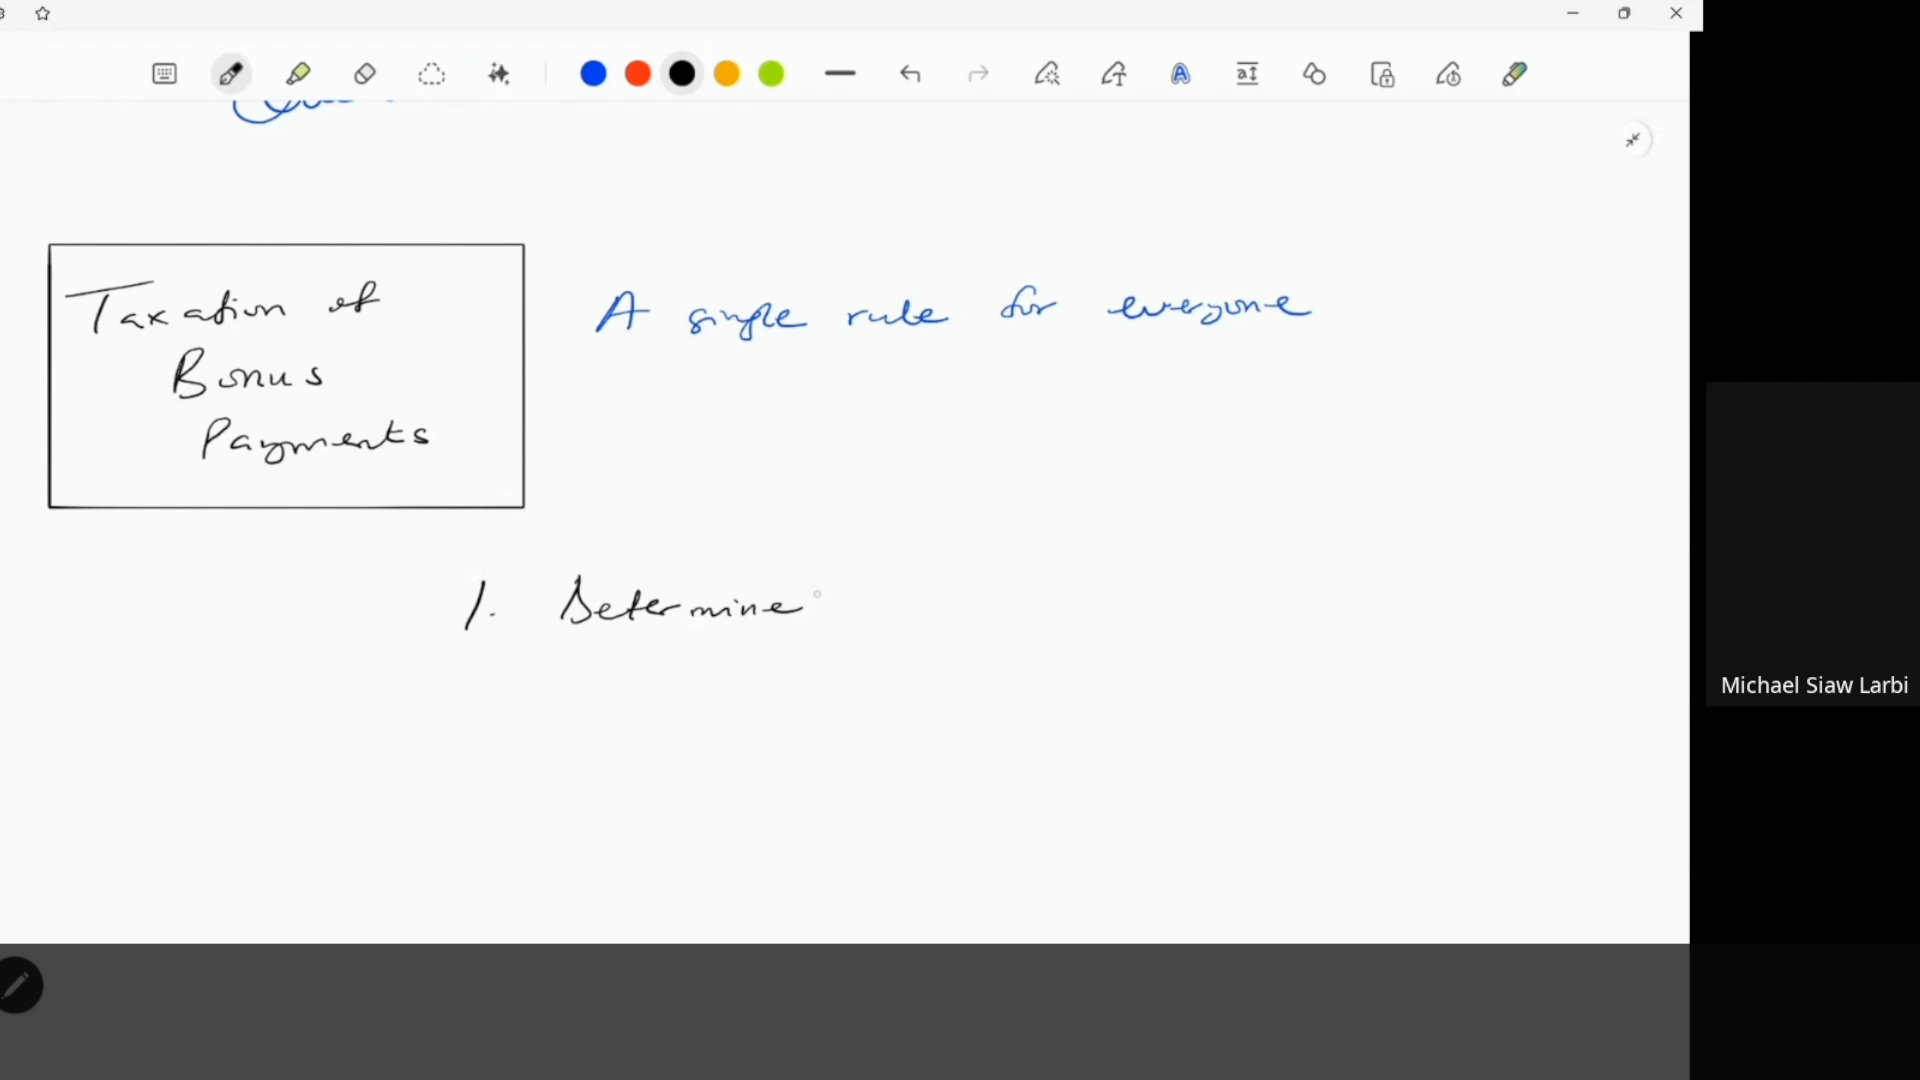 Taxation of
Bonus
Payments
A single rule for everyone
1. Determine
Michael Siaw Larbi